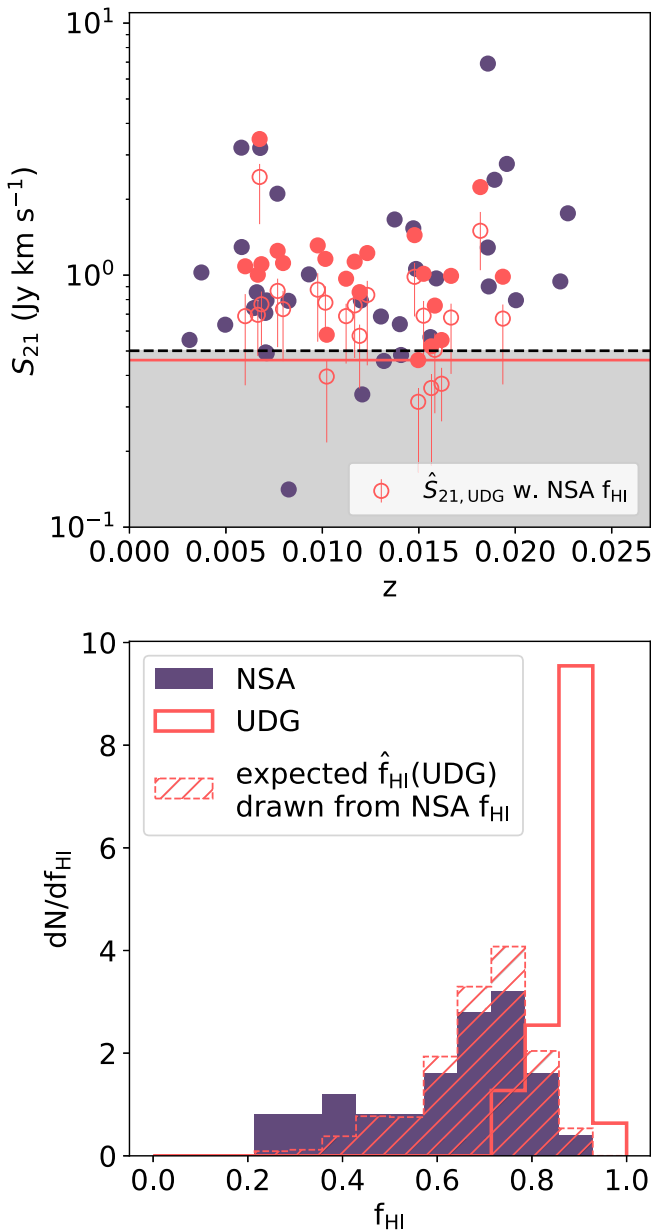 10¹
10⁰
10⁻¹
S₂₁ (Jy km s⁻¹)
Ŝ₂₁, UDG w. NSA f_HI
0.000 0.005 0.010 0.015 0.020 0.025
z
10
8
6
4
2
0
dN/df_HI
NSA
UDG
expected f̂_HI(UDG)
drawn from NSA f_HI
0.0 0.2 0.4 0.6 0.8 1.0
f_HI